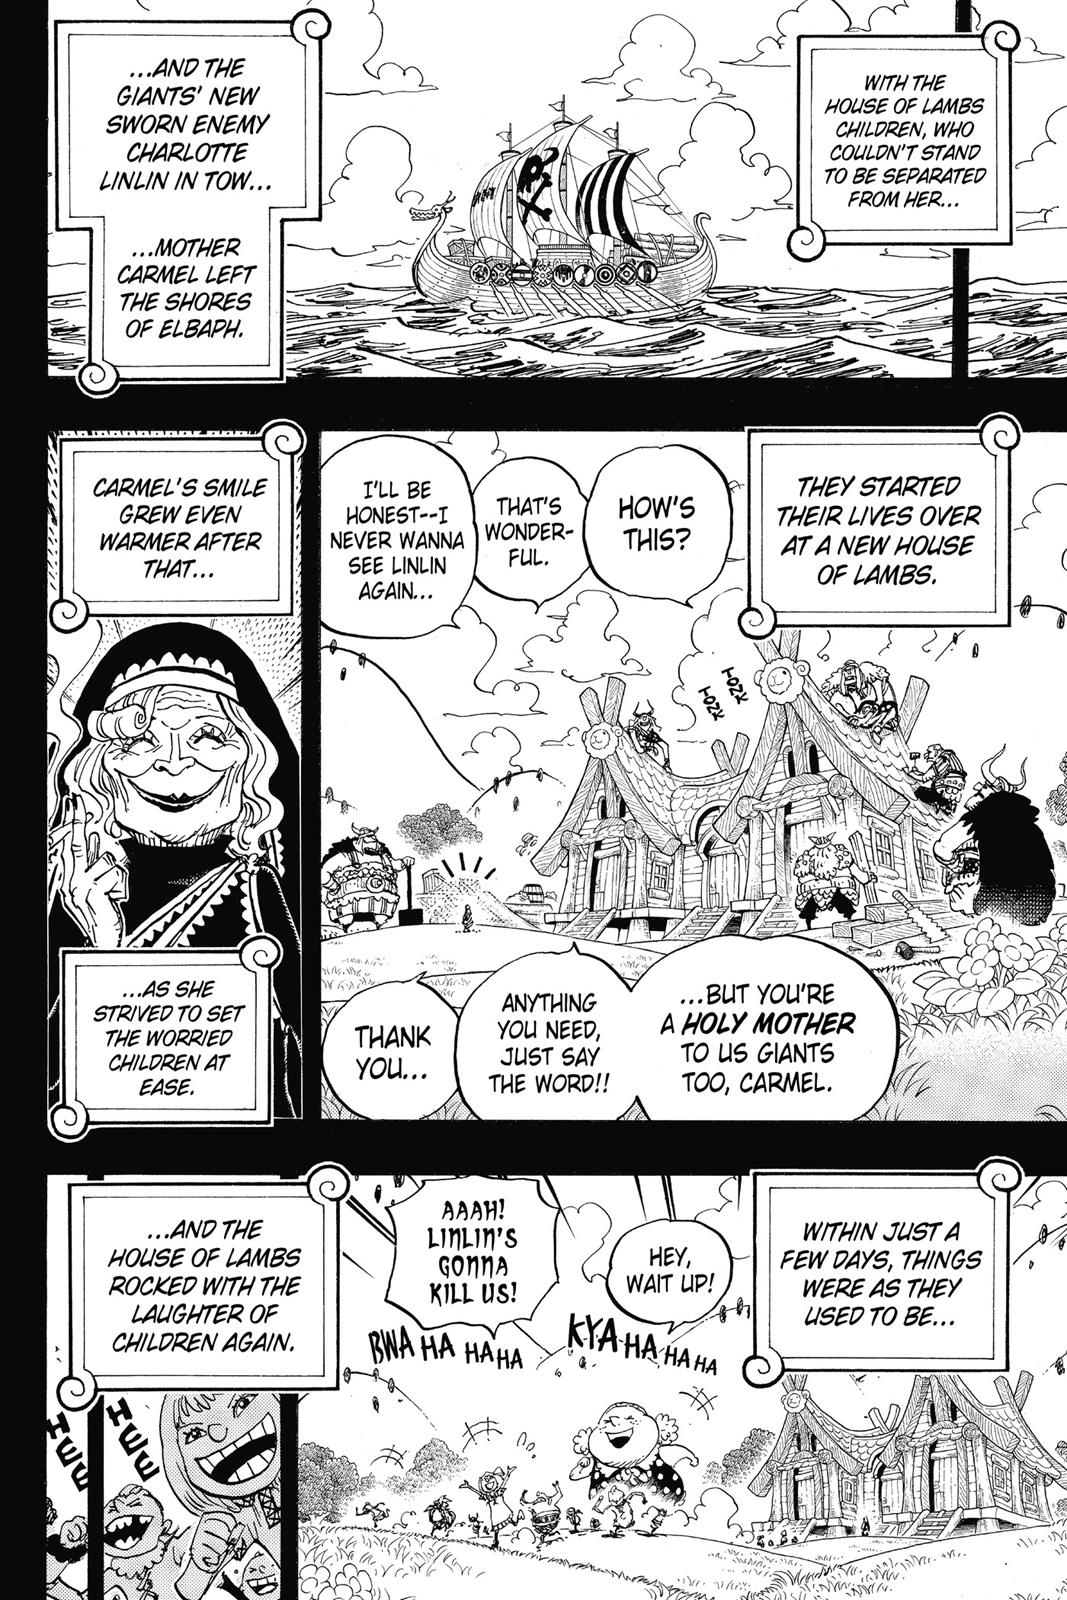 WITH THE
HOUSE OF LAMBS
CHILDREN, WHO
COULDN'T STAND
TO BE SEPARATED
FROM HER...
...AND THE
GIANTS' NEW
SWORN ENEMY
CHARLOTTE
LINLIN IN TOW...
...MOTHER
CARMEL LEFT
THE SHORES
OF ELBAPH.
THEY STARTED
THEIR LIVES OVER
AT A NEW HOUSE
OF LAMBS.
HOW'S
THIS?
THAT'S
WONDER-
FUL.
I'LL BE
HONEST--I
NEVER WANNA
SEE LINLIN
AGAIN...
TONK
TONK
...BUT YOU'RE
A HOLY MOTHER
TO US GIANTS
TOO, CARMEL.
ANYTHING
YOU NEED,
JUST SAY
THE WORD!!
THANK
YOU...
CARMEL'S SMILE
GREW EVEN
WARMER AFTER
THAT...
...AS SHE
STRIVED TO SET
THE WORRIED
CHILDREN AT
EASE.
WITHIN JUST A
FEW DAYS, THINGS
WERE AS THEY
USED TO BE...
HEY,
WAIT UP!
KYA HA HA HA
AAAH!
LINLIN'S
GONNA
KILL US!
BWA HA HA HA
...AND THE
HOUSE OF LAMBS
ROCKED WITH THE
LAUGHTER OF
CHILDREN AGAIN.
HEE
HEE
HEE
HEE